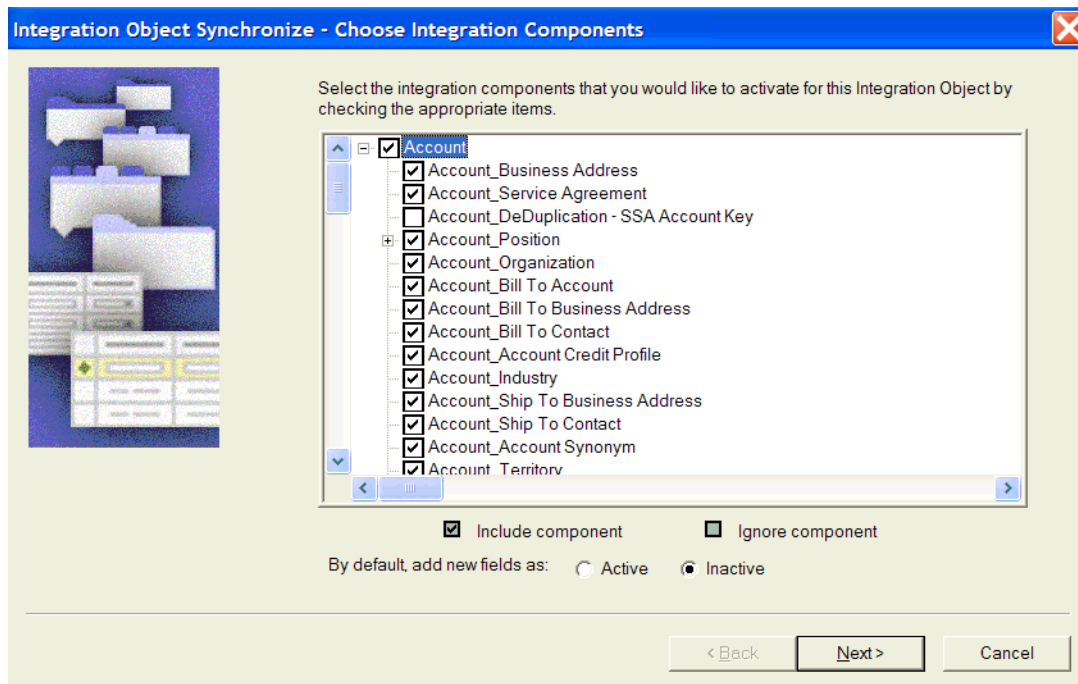 Integration Object Synchronize - Choose Integration Components
Select the integration components that you would like to activate for this Integration Object by
checking the appropriate items.
Account
Account_Business Address
Account_Service Agreement
Account_DeDuplication - SSA Account Key
Account_Position
Account_Organization
Account_Bill To Account
Account_Bill To Business Address
Account_Bill To Contact
Account_Account Credit Profile
Account_Industry
Account_Ship To Business Address
Account_Ship To Contact
Account_Account Synonym
Account_Territory
Include component Ignore component
By default, add new fields as: Active Inactive
< Back Next > Cancel